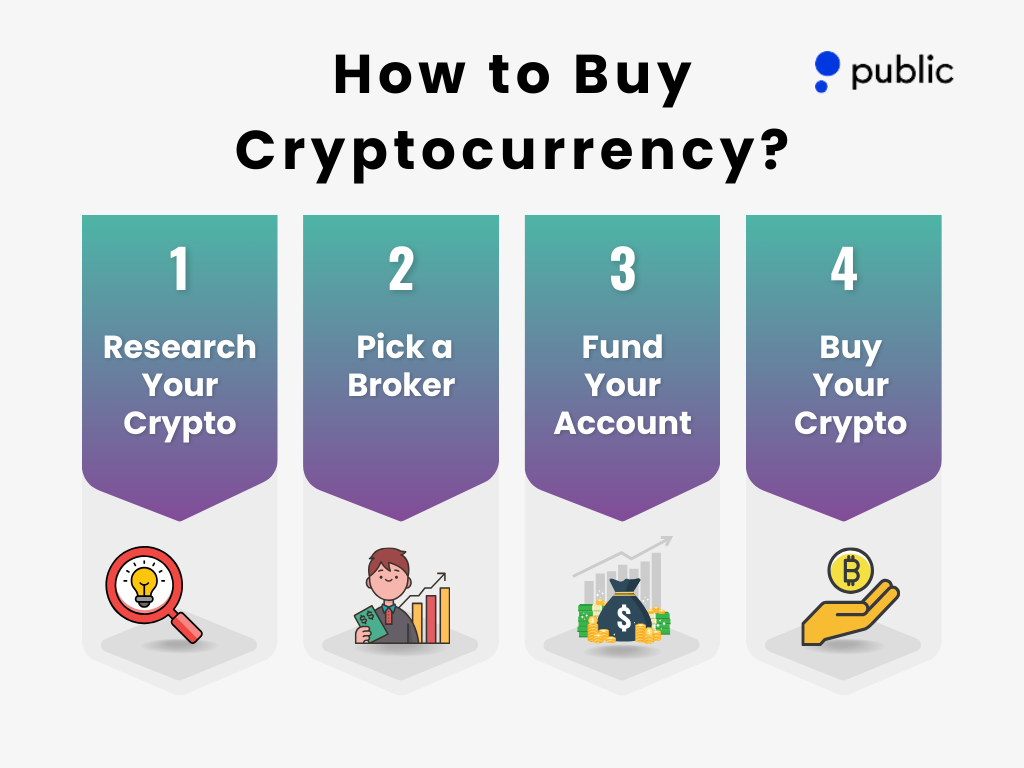 How to Buy
Cryptocurrency?
public
1
Research
Your
Crypto
2
Pick a
Broker
3
Fund
Your
Account
4
Buy
Your
Crypto
$
$
$
B